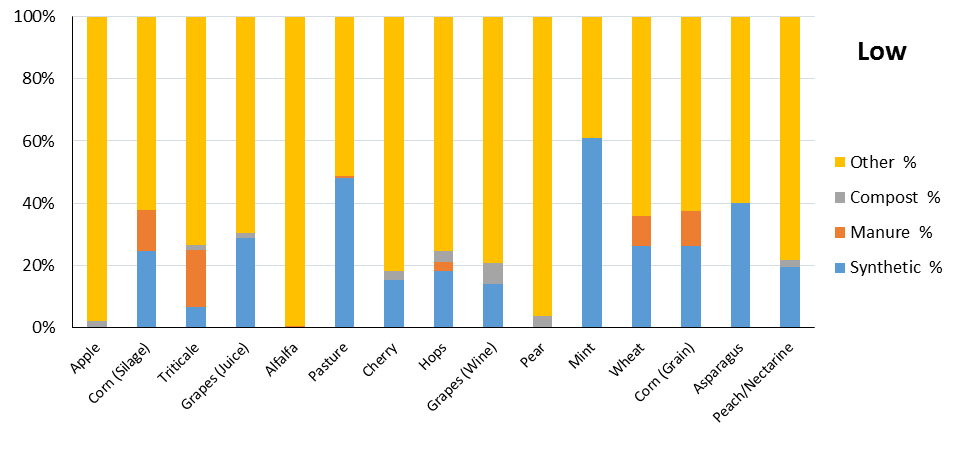 100%
80%
60%
40%
20%
0%
Apple
Corn (Silage)
Triticale
Grapes (Juice)
Alfalfa
Pasture
Cherry
Hops
Grapes (Wine)
Pear
Mint
Wheat
Corn (Grain)
Asparagus
Peach/Nectarine
Low
Other %
Compost %
Manure %
Synthetic %